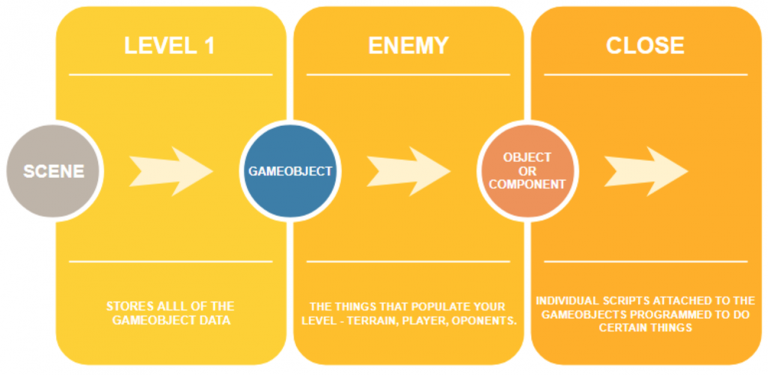 LEVEL 1
ENEMY
CLOSE
SCENE
GAMEOBJECT
OBJECT
OR
COMPONENT
STORES ALLL OF THE
GAMEOBJECT DATA
THE THINGS THAT POPULATE YOUR
LEVEL - TERRAIN, PLAYER, OPONENTS.
INDIVIDUAL SCRIPTS ATTACHED TO THE
GAMEOBJECTS PROGRAMMED TO DO
CERTAIN THINGS